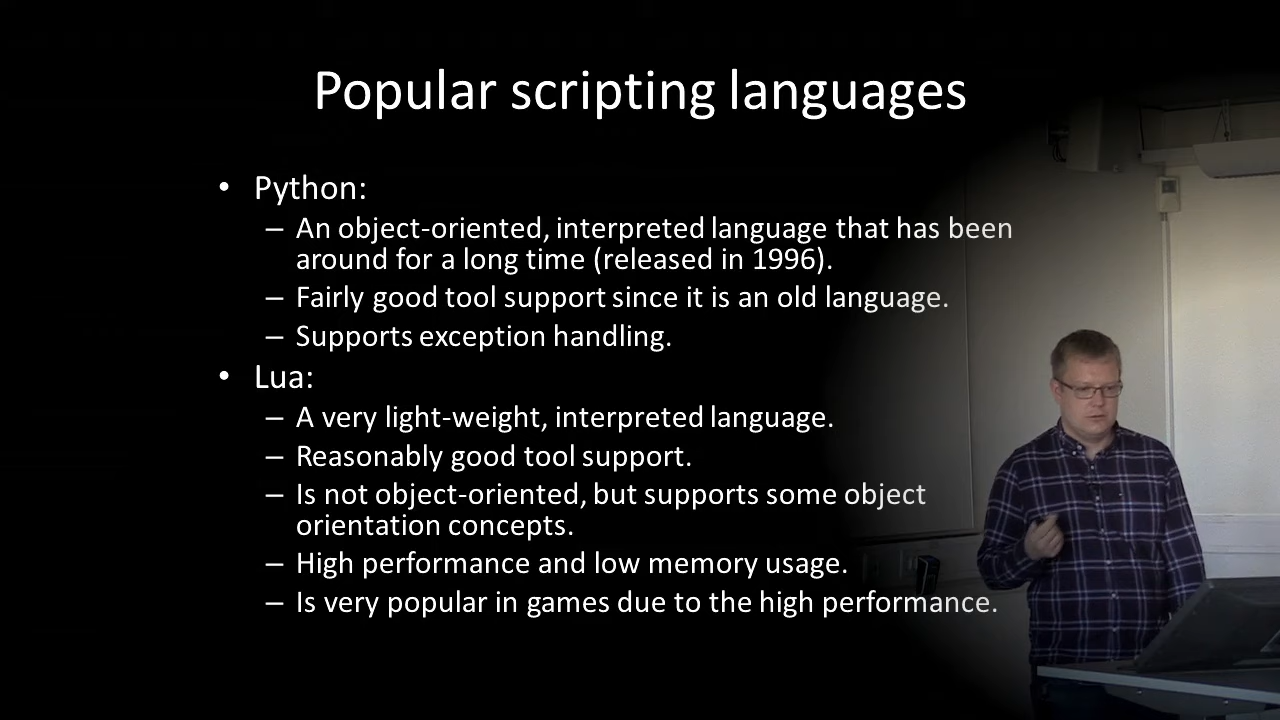 Popular scripting languages
• Python:
– An object-oriented, interpreted language that has been
around for a long time (released in 1996).
– Fairly good tool support since it is an old language.
– Supports exception handling.
• Lua:
– A very light-weight, interpreted language.
– Reasonably good tool support.
– Is not object-oriented, but supports some object
orientation concepts.
– High performance and low memory usage.
– Is very popular in games due to the high performance.